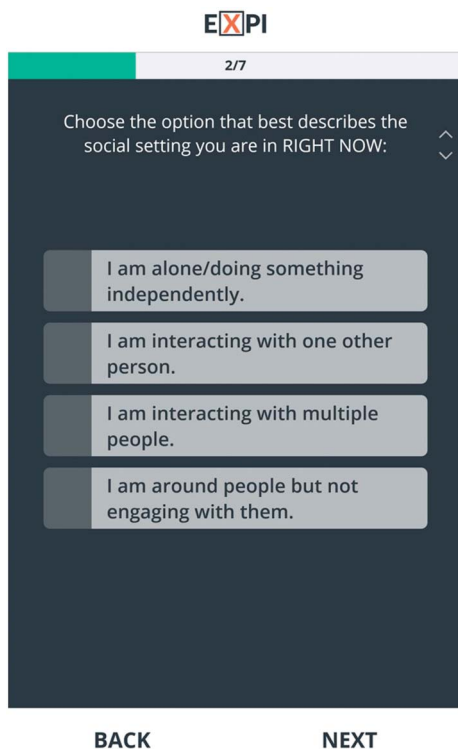 EXPI
2/7
Choose the option that best describes the
social setting you are in RIGHT NOW:
I am alone/doing something
independently.
I am interacting with one other
person.
I am interacting with multiple
people.
I am around people but not
engaging with them.
BACK NEXT